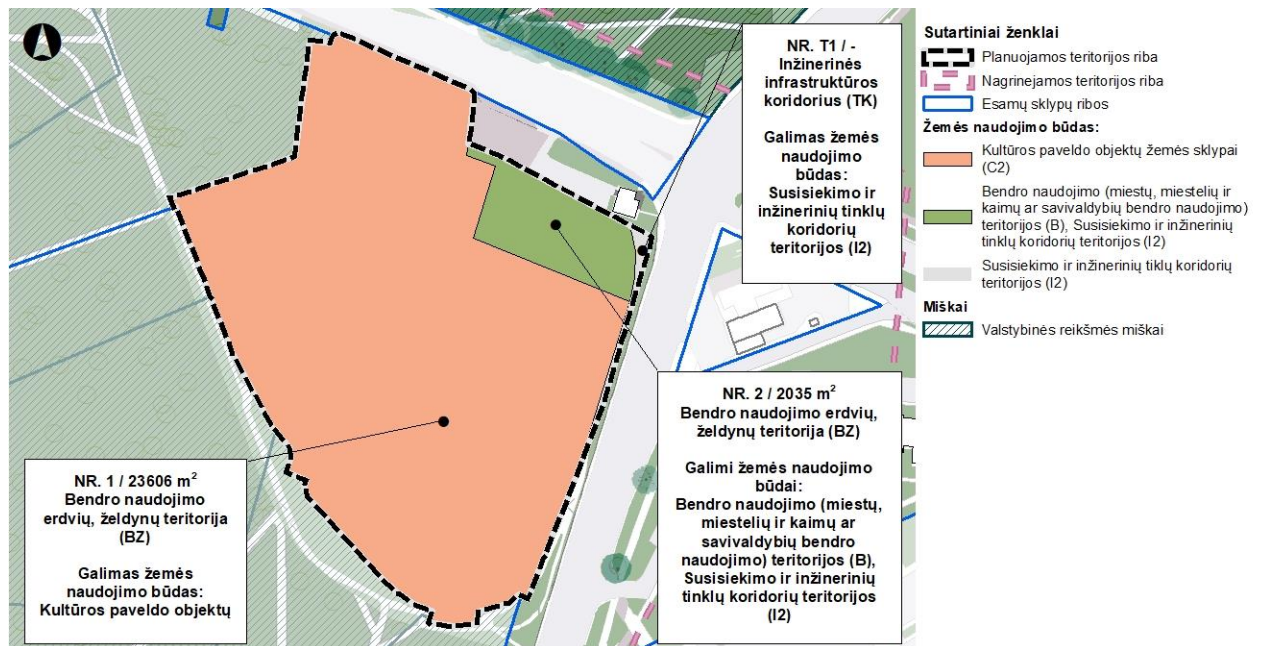 NR. T1 / -
Inžinerinės
infrastruktūros
koridorius (TK)
Galimas žemės
naudojimo
būdas:
Susisiekimo ir
inžinerinių tinklų
koridorių
teritorijos (I2)
NR. 2 / 2035 m²
Bendro naudojimo erdvių,
želdynų teritorija (BZ)
Galimi žemės naudojimo
būdai:
Bendro naudojimo (miestų,
miestelių ir kaimų ar
savivaldybių bendro
naudojimo) teritorijos (B),
Susisiekimo ir inžinerinių
tinklų koridorių teritorijos
(I2)
NR. 1 / 23606 m²
Bendro naudojimo
erdvių, želdynų teritorija
(BZ)
Galimas žemės
naudojimo būdas:
Kultūros paveldo objektų
Sutartiniai ženklai
Planuojamos teritorijos riba
Nagrinėjamos teritorijos riba
Esamų sklypų ribos
Žemės naudojimo būdas:
Kultūros paveldo objektų žemės sklypai
(C2)
Bendro naudojimo (miestų, miestelių ir
kaimų ar savivaldybių bendro naudojimo)
teritorijos (B), Susisiekimo ir inžinerinių
tinklų koridorių teritorijos (I2)
Susisiekimo ir inžinerinių tiklų koridorių
teritorijos (I2)
Miškai
Valstybinės reikšmės miškai